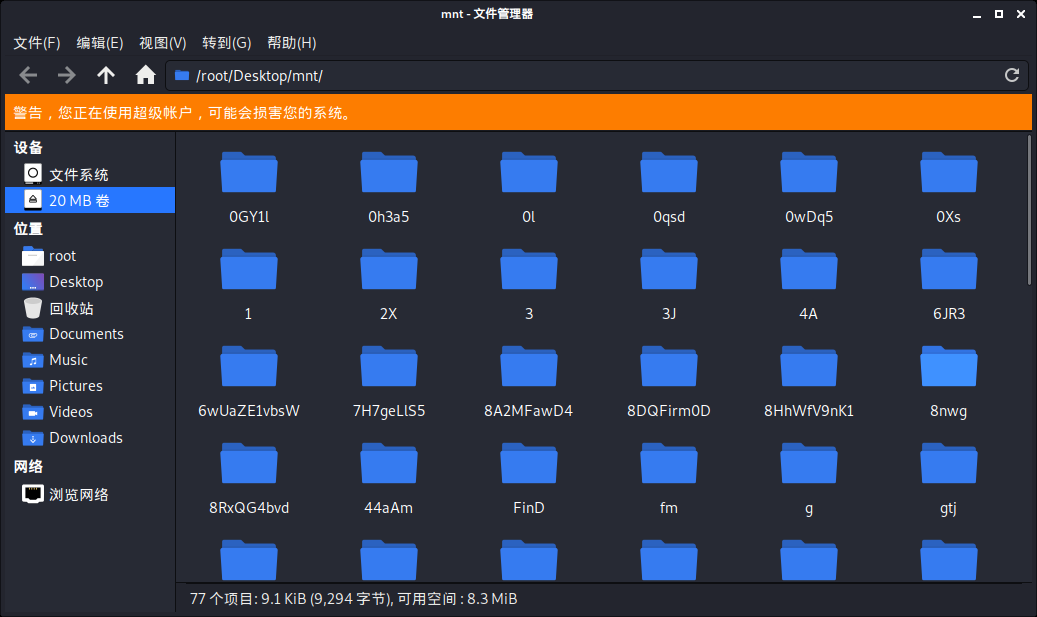 mnt - 文件管理器
文件(F) 编辑(E) 视图(V) 转到(G) 帮助(H)
/root/Desktop/mnt/
警告，您正在使用超级帐户，可能会损害您的系统。
设备
文件系统
20 MB 卷
位置
root
Desktop
回收站
Documents
Music
Pictures
Videos
Downloads
网络
浏览网络
0GY1l 0h3a5 0l 0qsd 0wDq5 0Xs
1 2X 3 3J 4A 6JR3
6wUaZE1vbsW 7H7geLlS5 8A2MFawD4 8DQFirm0D 8HhWfV9nK1 8nwg
8RxQG4bvd 44aAm FinD fm g gtj
77 个项目: 9.1 KiB (9,294 字节), 可用空间 : 8.3 MiB